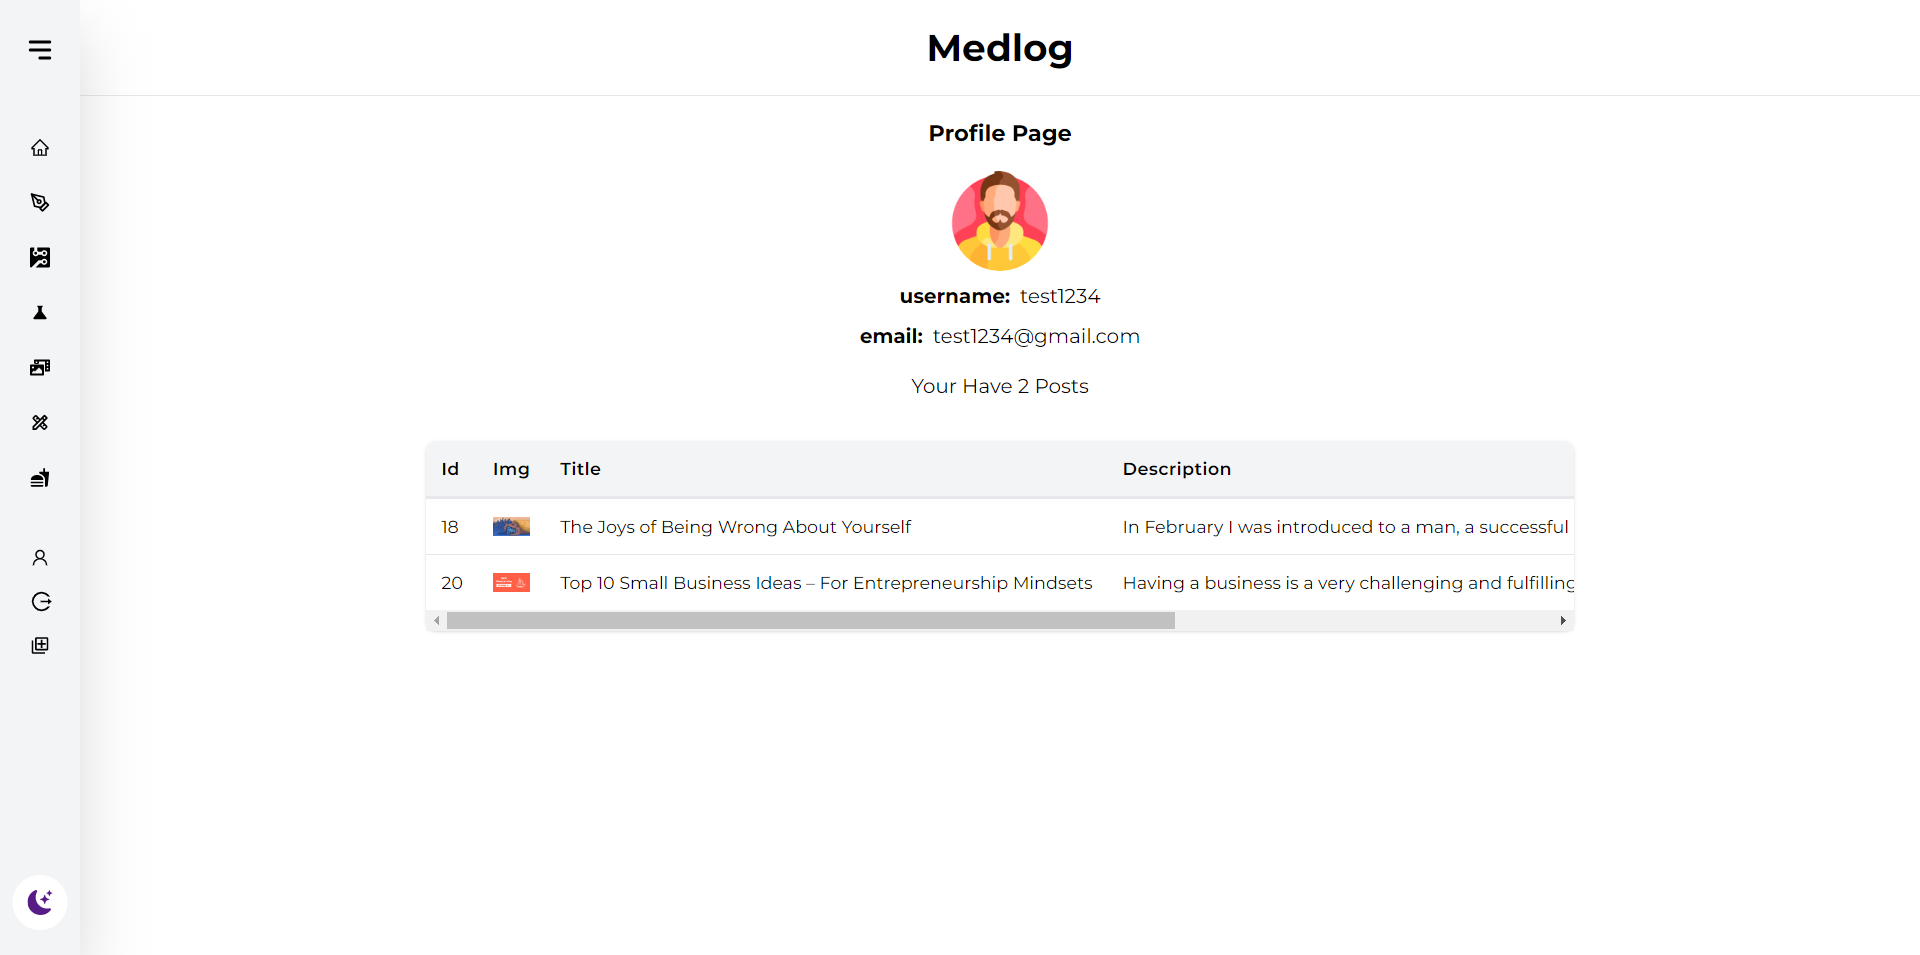 Medlog
Profile Page
username: test1234
email: test1234@gmail.com
Your Have 2 Posts
Id Img Title Description
18 The Joys of Being Wrong About Yourself In February I was introduced to a man, a successful
20 Top 10 Small Business Ideas – For Entrepreneurship Mindsets Having a business is a very challenging and fulfilling